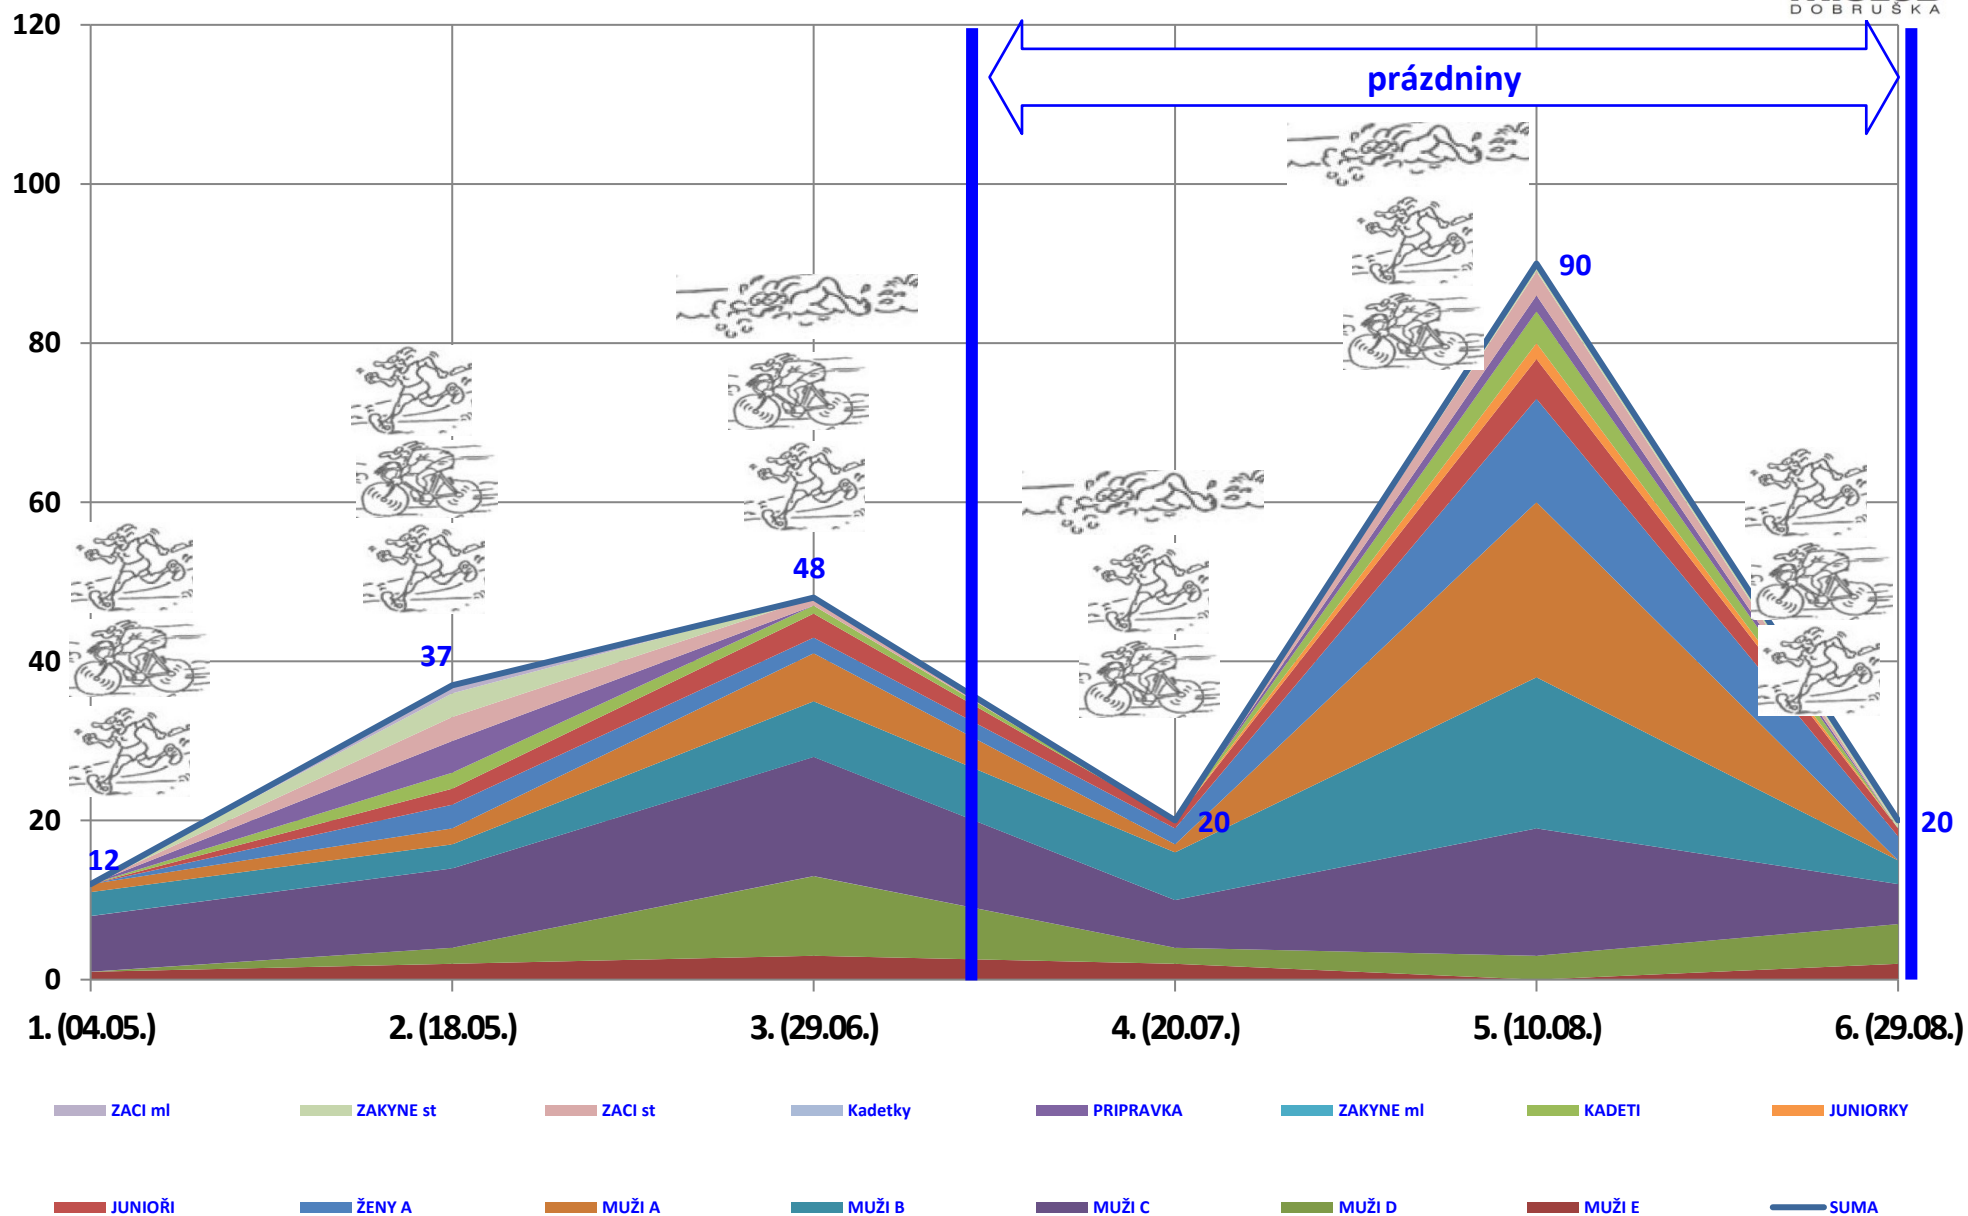 DOBRUŠKA
120
prázdniny
100
90
80
60
48
40
37
20
20
20
12
0
1. (04.05.) 2. (18.05.) 3. (29.06.) 4. (20.07.) 5. (10.08.) 6. (29.08.)
ZACI ml ZAKYNE st ZACI st Kadetky PRIPRAVKA ZAKYNE ml KADETI JUNIORKY
JUNIOŘI ŽENY A MUŽI A MUŽI B MUŽI C MUŽI D MUŽI E SUMA